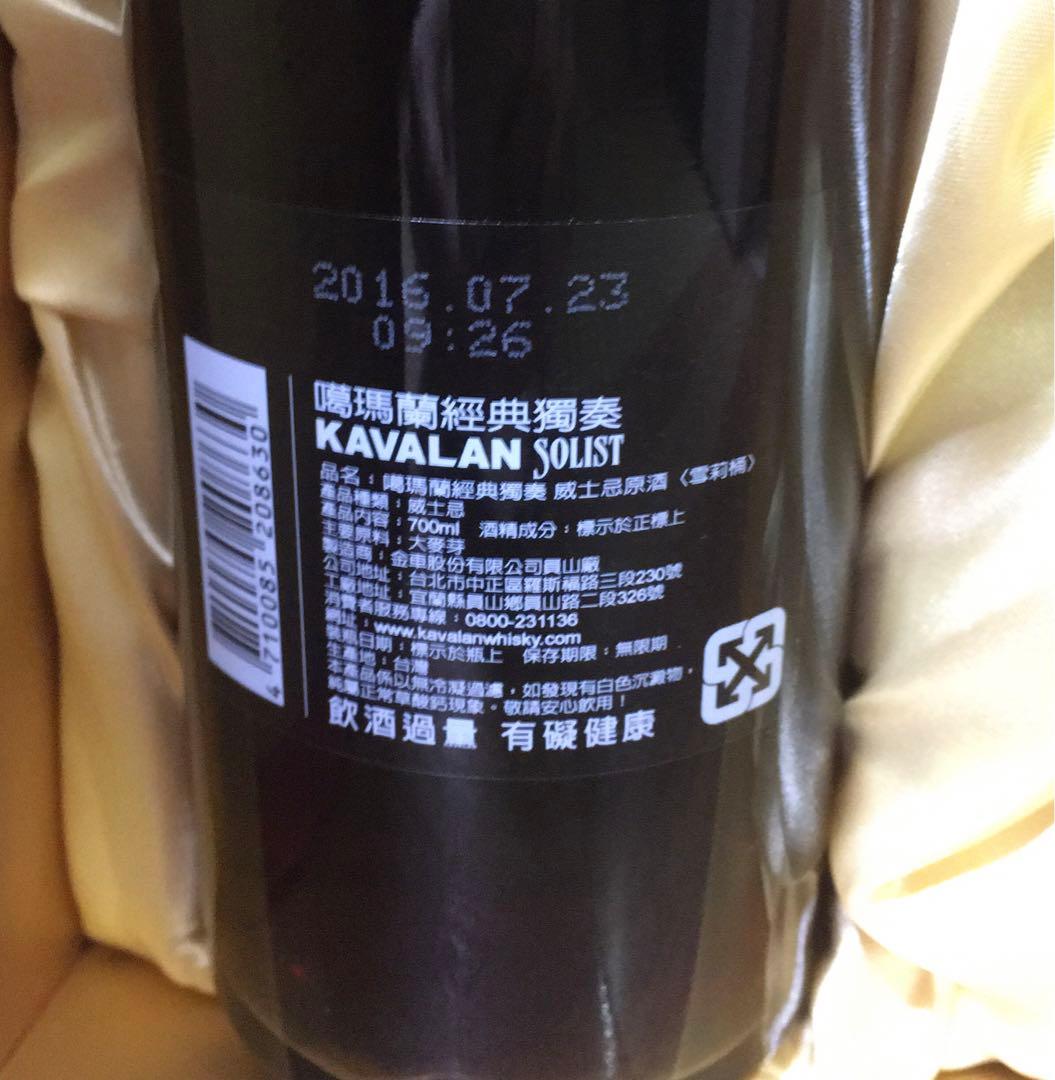 2016.07.23
09:26
噶瑪蘭經典獨奏
KAVALAN SOLIST
品名：噶瑪蘭經典獨奏 威士忌原酒〈雪莉桶〉
產品種類：威士忌
產品內容：700ml 酒精成分：標示於正標上
主要原料：大麥芽
製造商：金車股份有限公司員山廠
公司地址：台北市中正區羅斯福路三段230號
工廠地址：宜蘭縣員山鄉員山路二段326號
消費者服務專線：0800-231136
網址：www.kavalanwhisky.com
裝瓶日期：標示於瓶上 保存期限：無限期
生產地：台灣
本產品係以無冷凝過濾，如發現有白色沉澱物，
純屬正常草酸鈣現象。敬請安心飲用！
飲酒過量 有礙健康
4 710085 208630